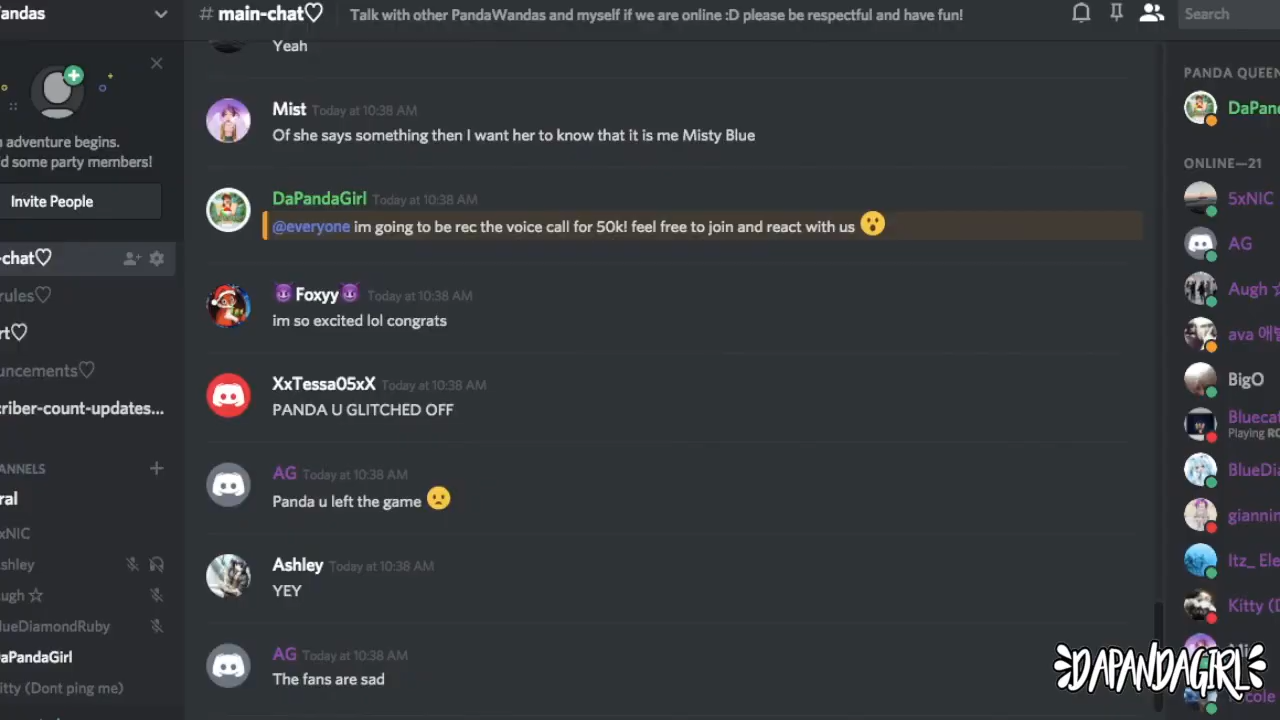 andas
main-chat♡
Talk with other PandaWandas and myself if we are online :D please be respectful and have fun!
Search
n adventure begins.
d some party members!
Invite People
-chat♡
rules♡
rt♡
uncements♡
criber-count-updates...
ANNELS
ral
xNIC
shley
ugh ☆
lueDiamondRuby
aPandaGirl
itty (Dont ping me)
Yeah
Mist Today at 10:38 AM
Of she says something then I want her to know that it is me Misty Blue
DaPandaGirl Today at 10:38 AM
@everyone im going to be rec the voice call for 50k! feel free to join and react with us 😮
😈Foxyy😈 Today at 10:38 AM
im so excited lol congrats
XxTessa05xX Today at 10:38 AM
PANDA U GLITCHED OFF
AG Today at 10:38 AM
Panda u left the game 🙁
Ashley Today at 10:38 AM
YEY
AG Today at 10:38 AM
The fans are sad
PANDA QUEEN
DaPand
ONLINE—21
5xNIC
AG
Augh ☆
ava 애
BigO
Bluecat
Playing RO
BlueDia
giannin
Itz_ Ele
Kitty (D
DAPANDAGIRL